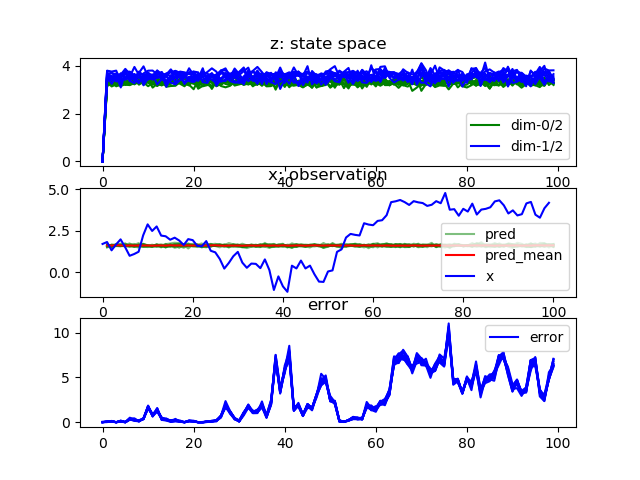 z: state space
4
2
0
dim-0/2
dim-1/2
0 20 40 60 80 100
x: observation
5.0
2.5
0.0
pred
pred_mean
x
0 20 40 60 80 100
error
10
5
0
error
0 20 40 60 80 100